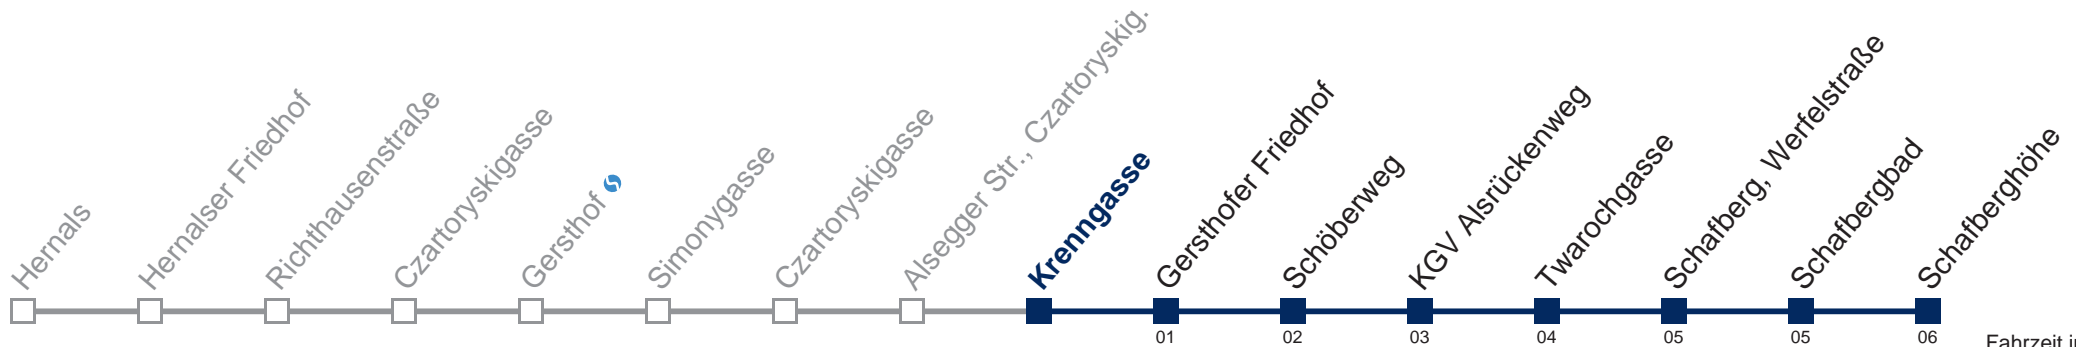 Hernals
Hernalser Friedhof
Richthausenstraße
Czartoryskigasse
Gersthof
Simonygasse
Czartoryskigasse
Alsegger Str., Czartoryskig.
Krenngasse
Gersthofer Friedhof
Schöberweg
KGV Alsrückenweg
Twarochgasse
Schafberg, Werfelstraße
Schafbergbad
Schafberghöhe
01 02 03 04 05 05 06
Fahrzeit i